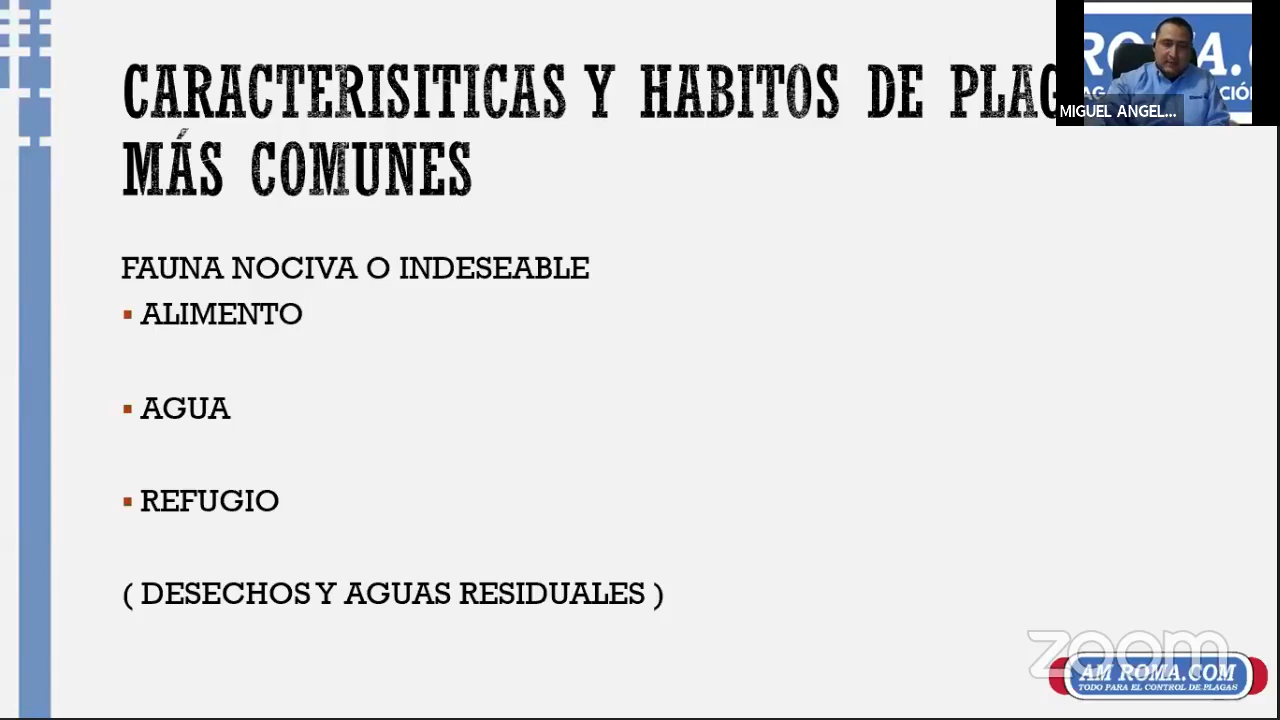 CARACTERISITICAS Y HABITOS DE PLAG
MÁS COMUNES
MIGUEL ANGEL...
FAUNA NOCIVA O INDESEABLE
▪ ALIMENTO
▪ AGUA
▪ REFUGIO
( DESECHOS Y AGUAS RESIDUALES )
zoom
AM ROMA.COM
TODO PARA EL CONTROL DE PLAGAS